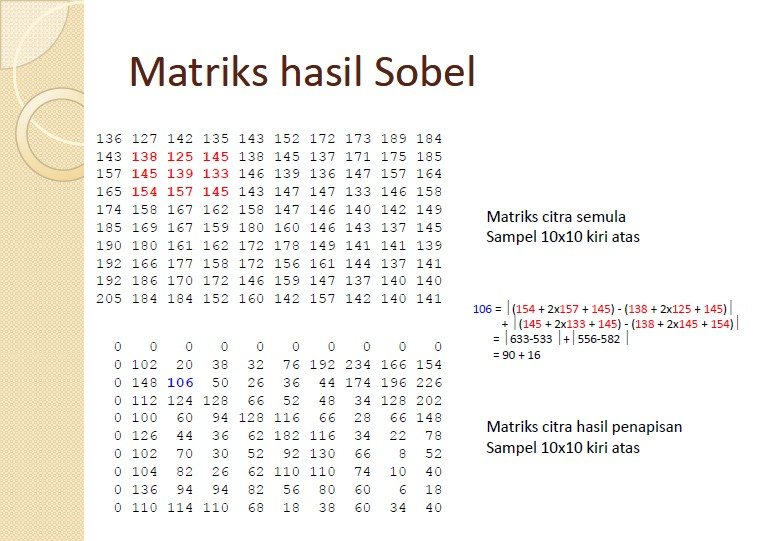 Matriks hasil Sobel
136 127 142 135 143 152 172 173 189 184
143 138 125 145 138 145 137 171 175 185
157 145 139 133 146 139 136 147 157 164
165 154 157 145 143 147 147 133 146 158
174 158 167 162 158 147 146 140 142 149
185 169 167 159 180 160 146 143 137 145
190 180 161 162 172 178 149 141 141 139
192 166 177 158 172 156 161 144 137 141
192 186 170 172 146 159 147 137 140 140
205 184 184 152 160 142 157 142 140 141
Matriks citra semula
Sampel 10x10 kiri atas
106 = |(154 + 2x157 + 145) - (138 + 2x125 + 145)|
+ |(145 + 2x133 + 145) - (138 + 2x145 + 154)|
= |633-533 |+|556-582 |
= 90 + 16
0 0 0 0 0 0 0 0 0 0
0 102 20 38 32 76 192 234 166 154
0 148 106 50 26 36 44 174 196 226
0 112 124 128 66 52 48 34 128 202
0 100 60 94 128 116 66 28 66 148
0 126 44 36 62 182 116 34 22 78
0 102 70 30 52 92 130 66 8 52
0 104 82 26 62 110 110 74 10 40
0 136 94 94 82 56 80 60 6 18
0 110 114 110 68 18 38 60 34 40
Matriks citra hasil penapisan
Sampel 10x10 kiri atas